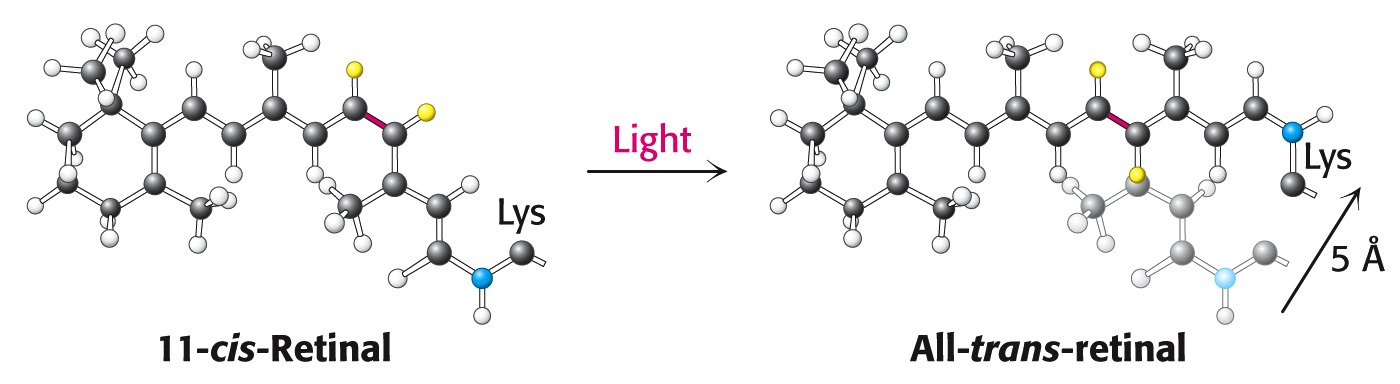 Light
Lys
Lys
5 Å
11-cis-Retinal
All-trans-retinal